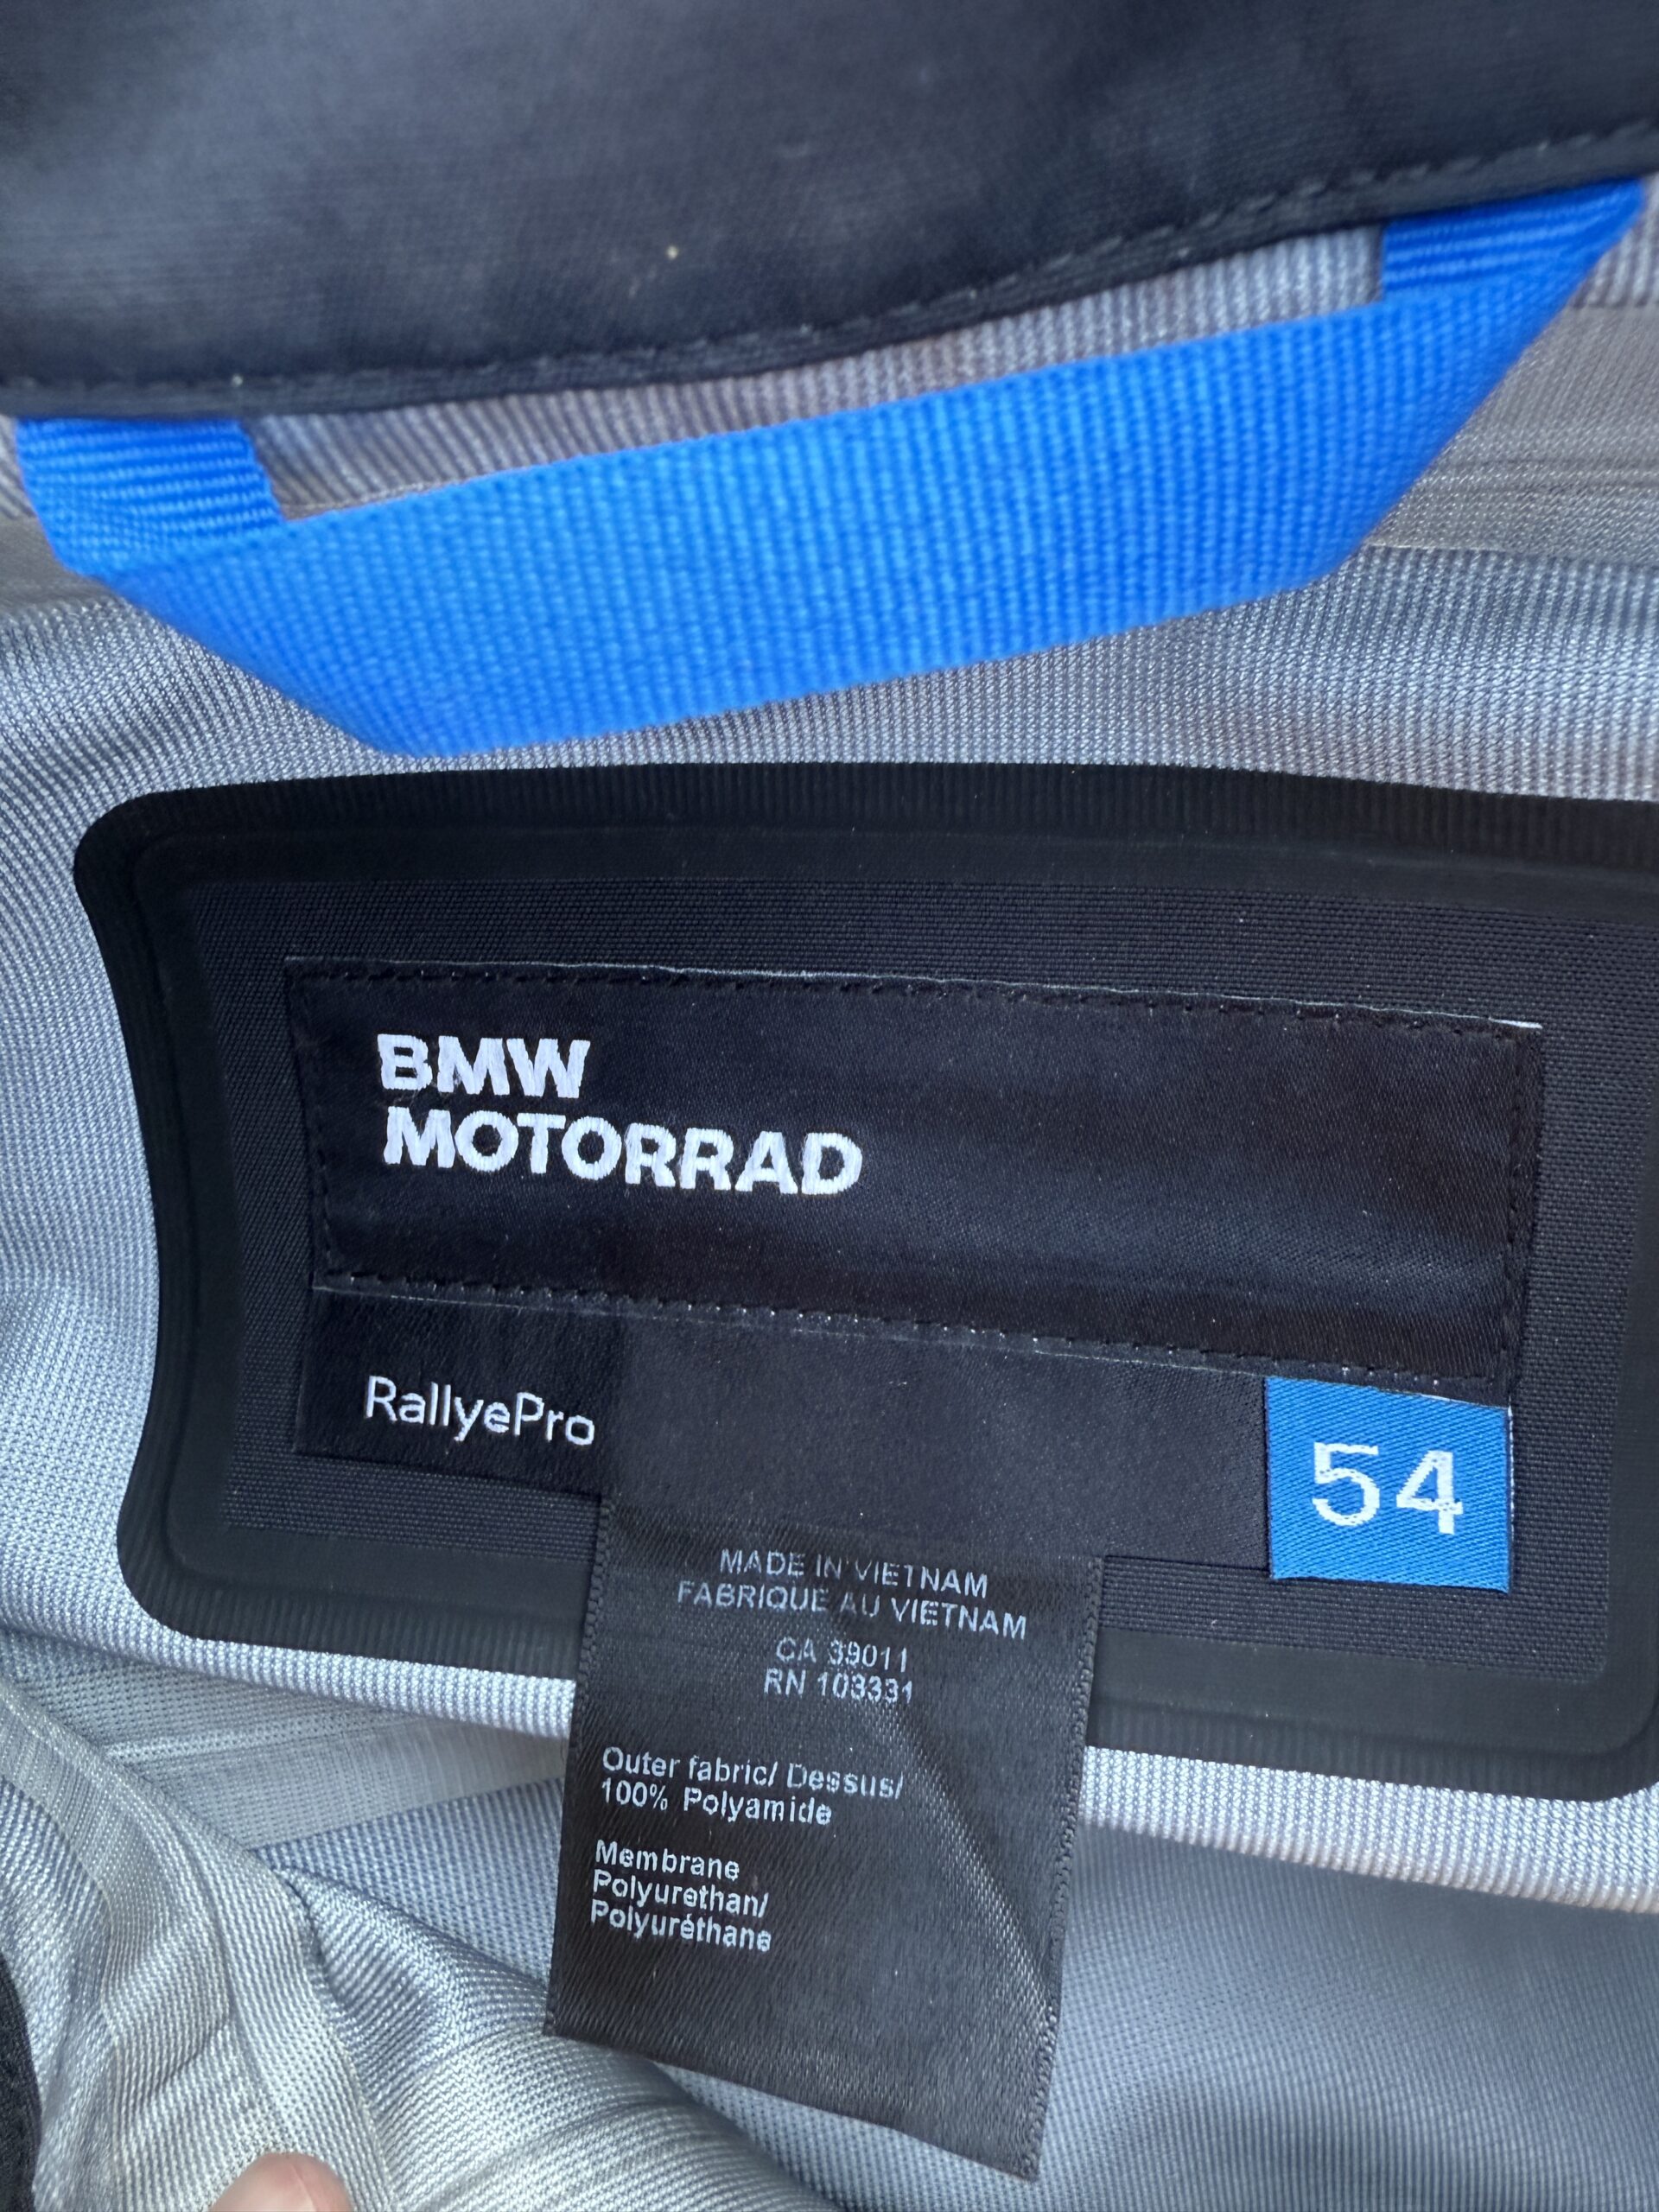 BMW
MOTORRAD
RallyePro
54
MADE IN VIETNAM
FABRIQUE AU VIETNAM
CA 39011
RN 103331
Outer fabric/ Dessus/
100% Polyamide
Membrane
Polyurethan/
Polyuréthane